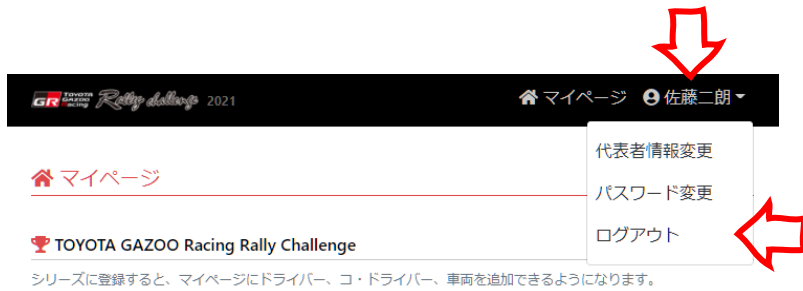 GR TOYOTA GAZOO Racing Rally challenge 2021
マイページ 佐藤二朗
代表者情報変更
パスワード変更
ログアウト
マイページ
TOYOTA GAZOO Racing Rally Challenge
シリーズに登録すると、マイページにドライバー、コ・ドライバー、車両を追加できるようになります。